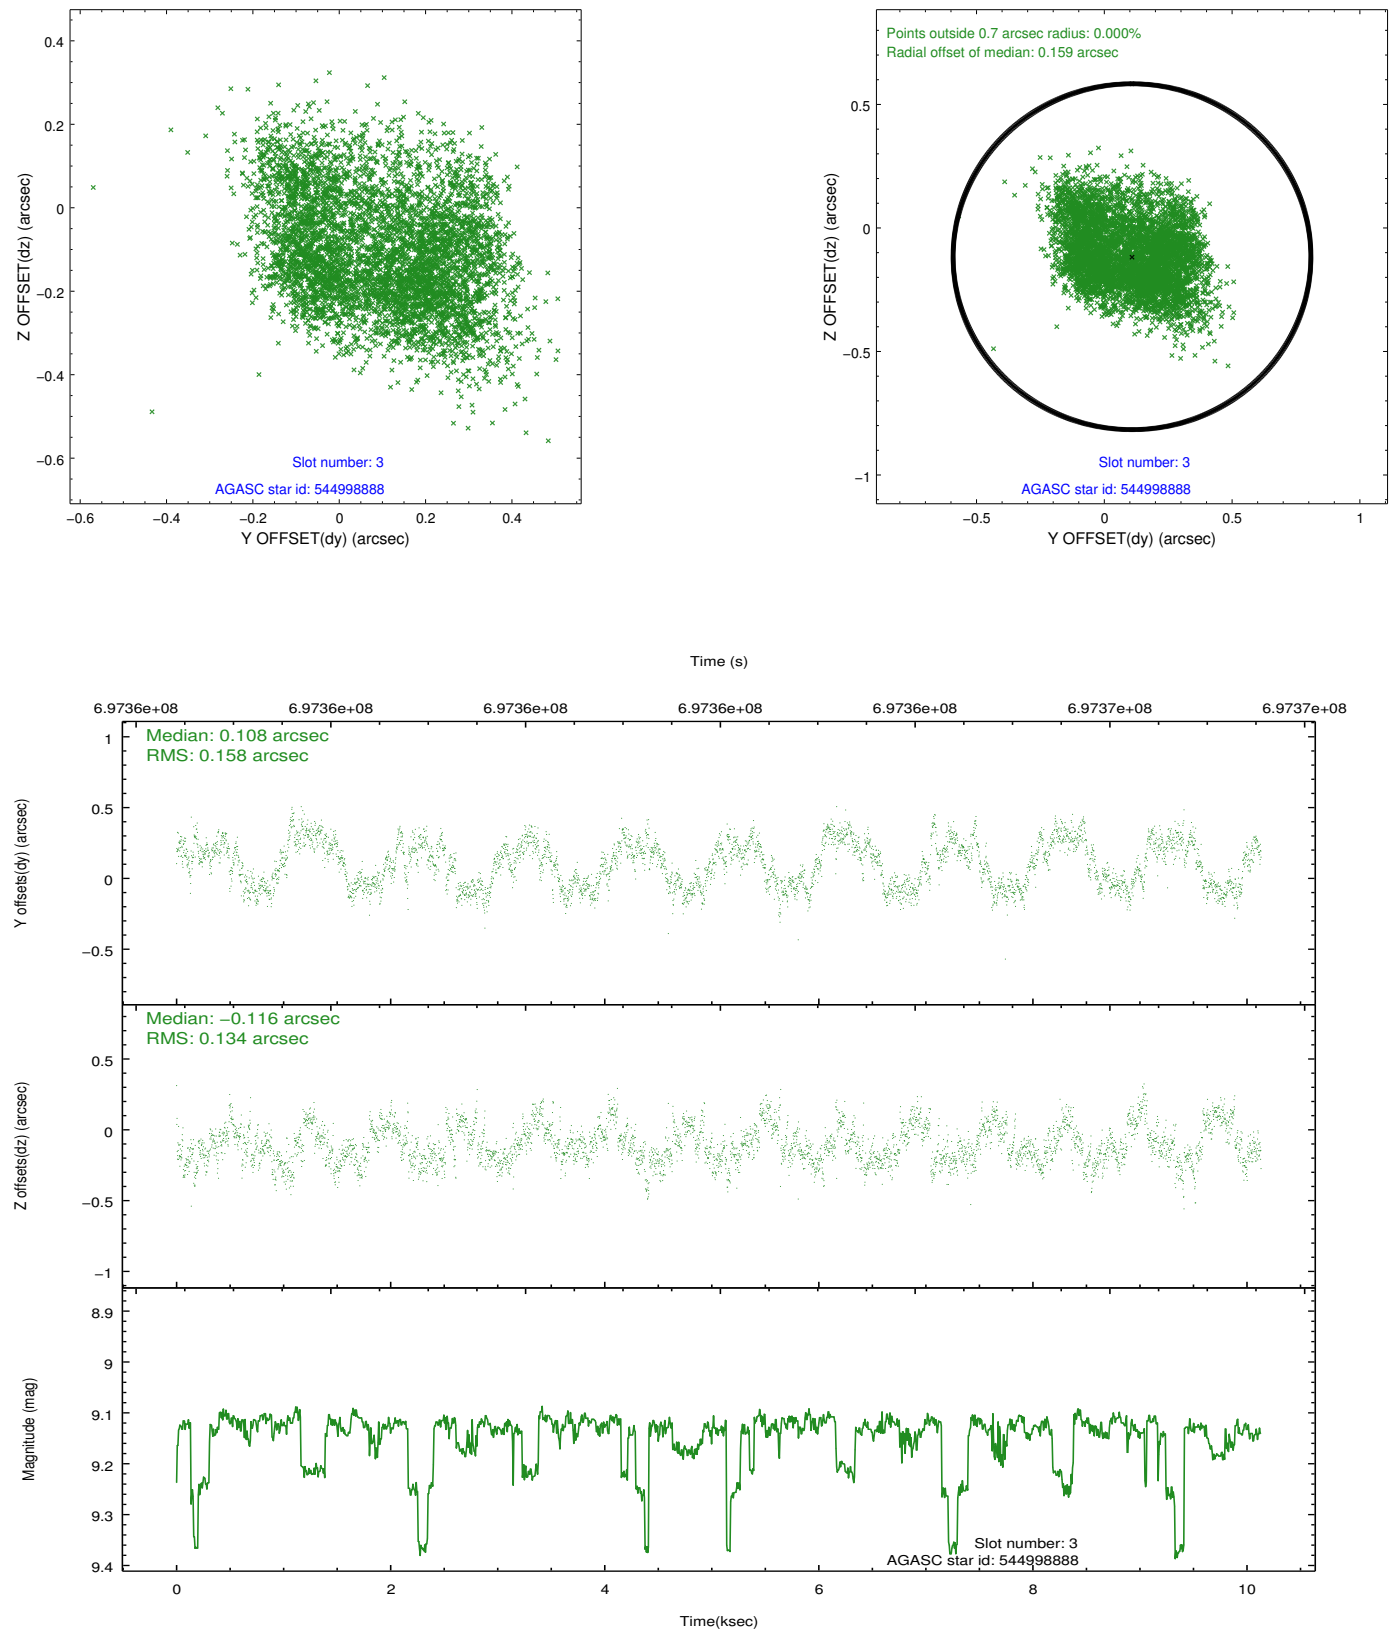 0.4
0.2
0
−0.2
−0.4
−0.6
Z OFFSET(dz) (arcsec)
Slot number: 3
AGASC star id: 544998888
−0.6 −0.4 −0.2 0 0.2 0.4
Y OFFSET(dy) (arcsec)
Points outside 0.7 arcsec radius: 0.000%
Radial offset of median: 0.159 arcsec
0.5
0
−0.5
−1
Z OFFSET(dz) (arcsec)
Slot number: 3
AGASC star id: 544998888
−0.5 0 0.5 1
Y OFFSET(dy) (arcsec)
Time (s)
6.9736e+08 6.9736e+08 6.9736e+08 6.9736e+08 6.9736e+08 6.9737e+08 6.9737e+08
Median: 0.108 arcsec
RMS: 0.158 arcsec
1
0.5
0
−0.5
Y offsets(dy) (arcsec)
Median: −0.116 arcsec
RMS: 0.134 arcsec
0.5
0
−0.5
−1
Z offsets(dz) (arcsec)
8.9
9
9.1
9.2
9.3
9.4
Magnitude (mag)
Slot number: 3
AGASC star id: 544998888
0 2 4 6 8 10
Time(ksec)